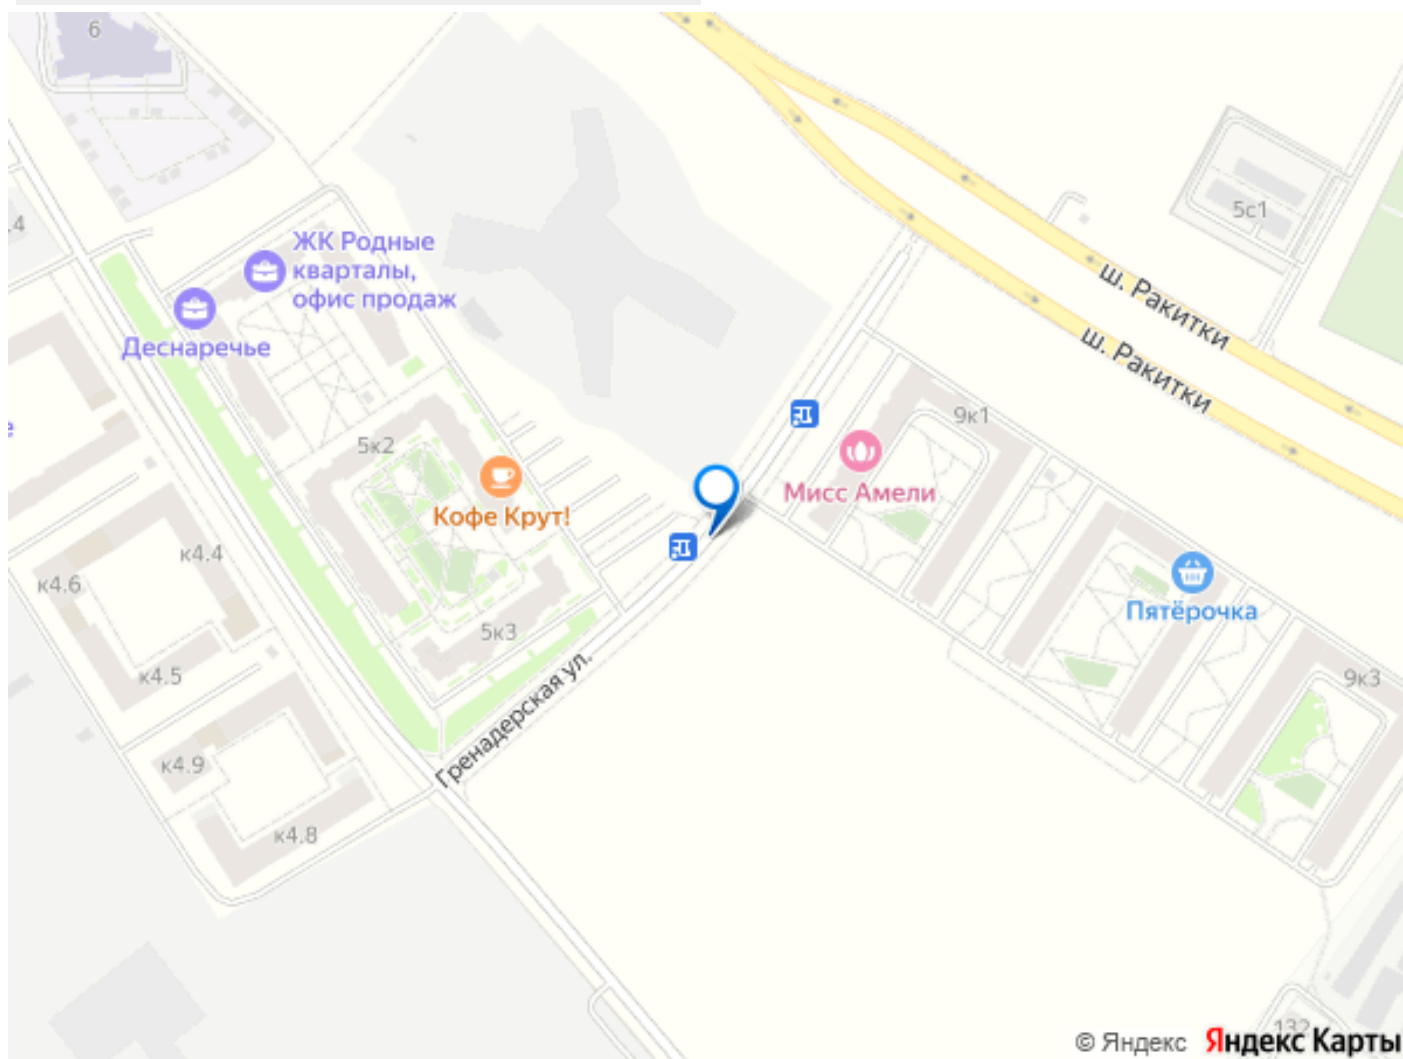 6
.4
ЖК Родные
кварталы,
офис продаж
Деснаречье
5с1
ш. Ракитки
ш. Ракитки
9к1
5к2
Кофе Крут!
Мисс Амели
Пятёрочка
к4.4
к4.6
5к3
к4.5
9к3
Гренадерская ул.
к4.9
к4.8
132
© Яндекс Яндекс Карты